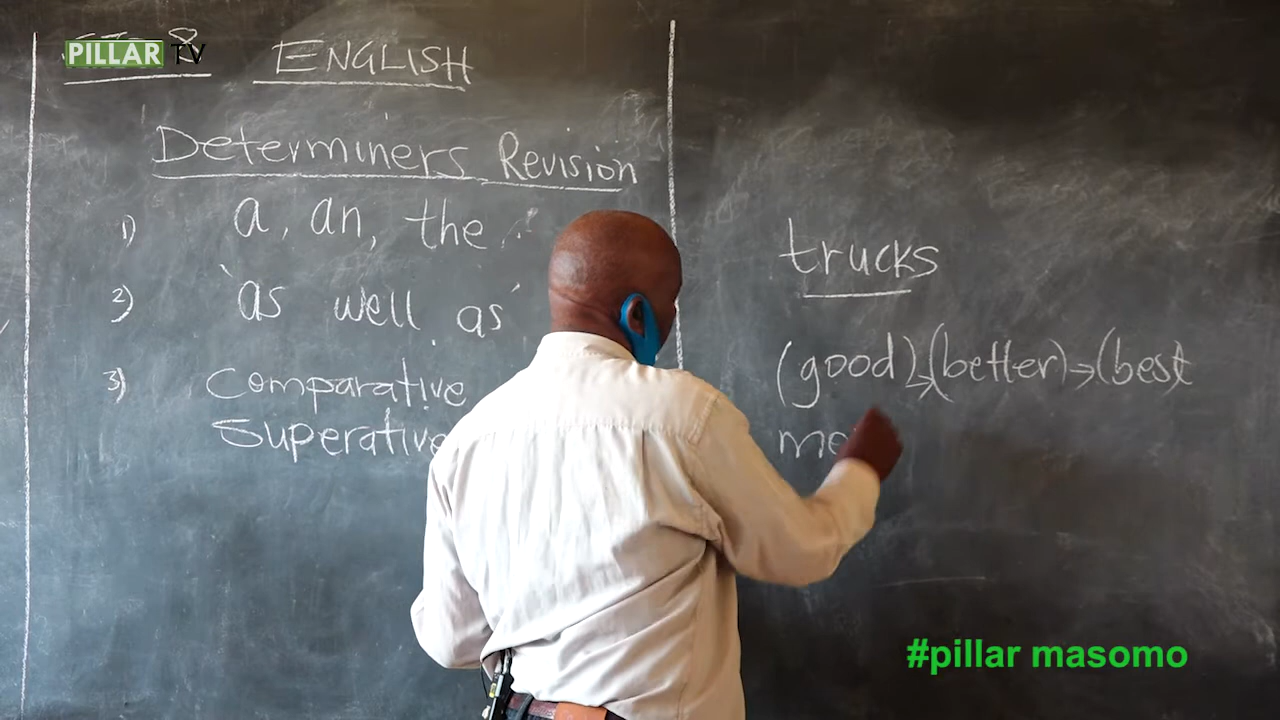 PILLAR TV
8 ENGLISH
Determiners Revision
1) a, an, the
2) 'as well as'
3) Comparative
Superative
trucks
(good)→(better)→(best
#pillar masomo